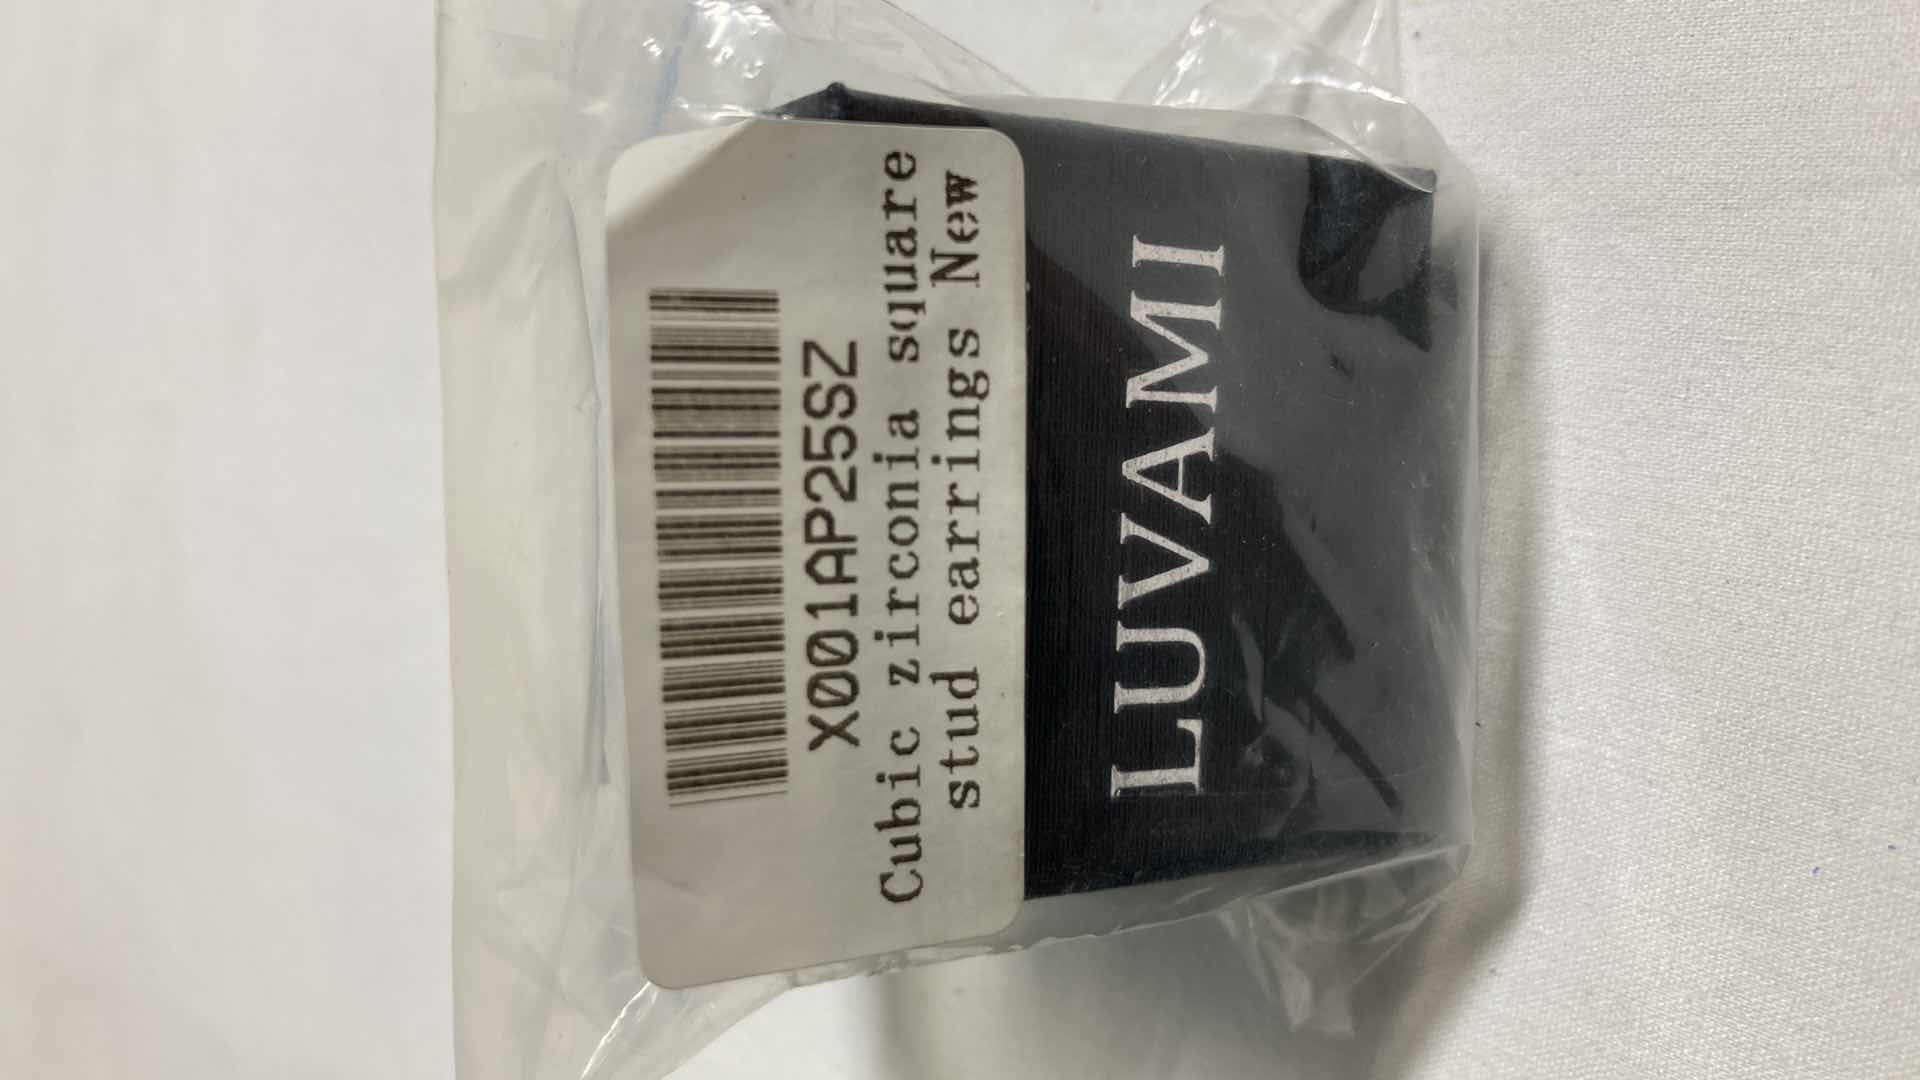 X001AP25SZ
Cubic zirconia square
stud earrings New
LUVAMI